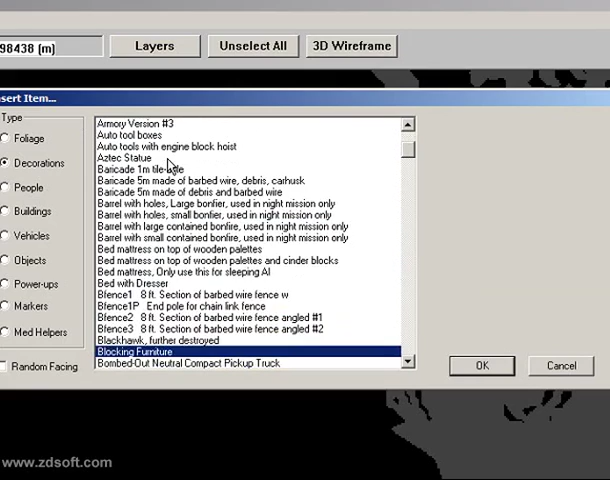 98438 (m)
Layers
Unselect All
3D Wireframe
nsert Item...
Type
Foliage
Decorations
People
Buildings
Vehicles
Objects
Power-ups
Markers
Med Helpers
Random Facing
Armory Version #3
Auto tool boxes
Auto tools with engine block hoist
Aztec Statue
Baricade 1m tile-
Baricade 5m made of barbed wire, debris, carhusk
Baricade 5m made of debris and barbed wire
Barrel with holes, Large bonfier, used in night mission only
Barrel with holes, small bonfier, used in night mission only
Barrel with large contained bonfire, used in night mission only
Barrel with small contained bonfire, used in night mission only
Bed mattress on top of wooden palettes
Bed mattress on top of wooden palettes and cinder blocks
Bed mattress, Only use this for sleeping AI
Bed with Dresser
Bfence1 8 ft. Section of barbed wire fence w
Bfence1P End pole for chain link fence
Bfence2 8 ft. Section of barbed wire fence angled #1
Bfence3 8 ft. Section of barbed wire fence angled #2
Blackhawk, further destroyed
Blocking Furniture
Bombed-Out Neutral Compact Pickup Truck
OK
Cancel
www.zdsoft.com